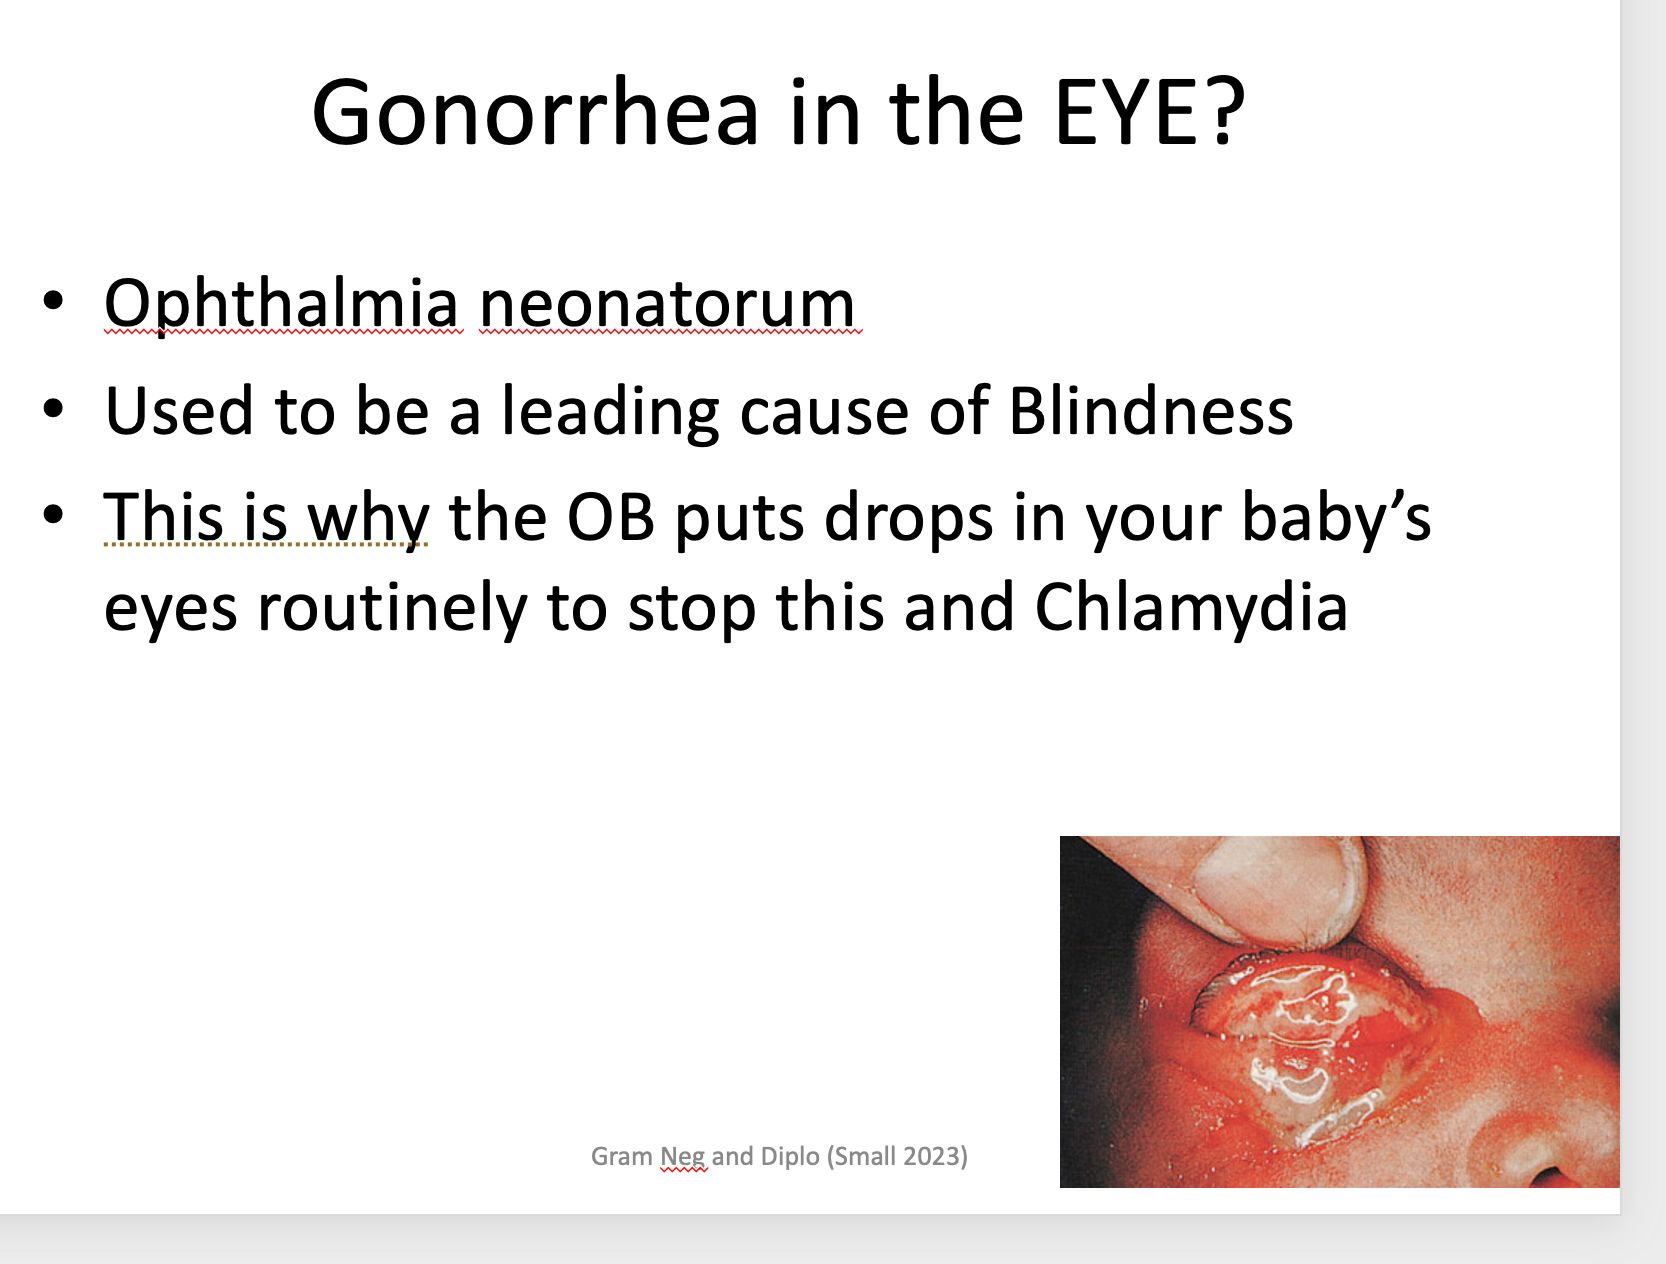 Gonorrhea in the EYE?
• Ophthalmia neonatorum
• Used to be a leading cause of Blindness
• This is why the OB puts drops in your baby’s
eyes routinely to stop this and Chlamydia
Gram Neg and Diplo (Small 2023)